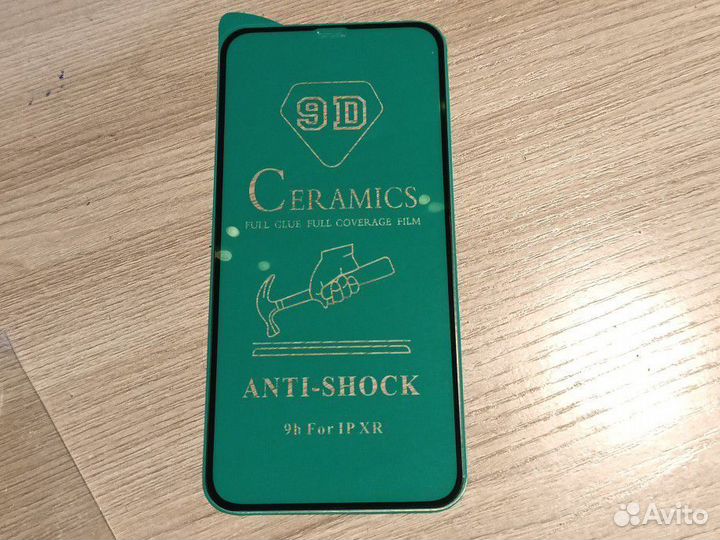 9D
CERAMICS
FULL GLUE FULL COVERAGE FILM
ANTI-SHOCK
9h For IP XR
Avito